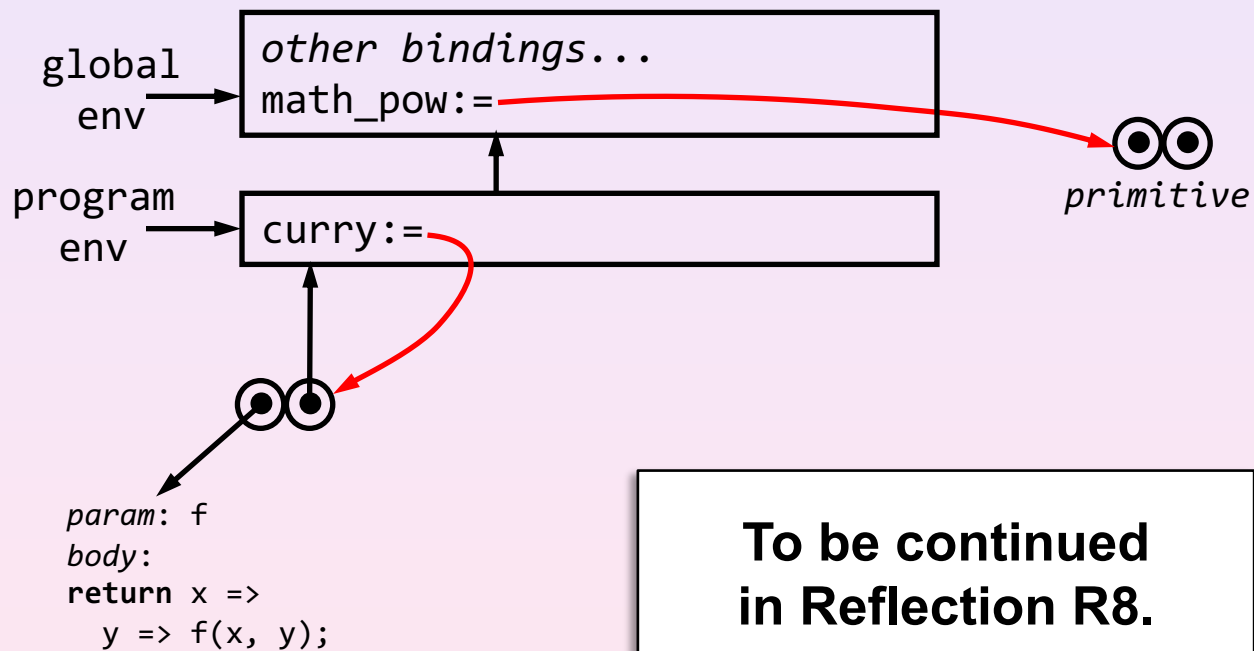 global
env
other bindings...
math_pow:=
primitive
program
env
curry:=
param: f
body:
return x =>
y => f(x, y);
To be continued
in Reflection R8.